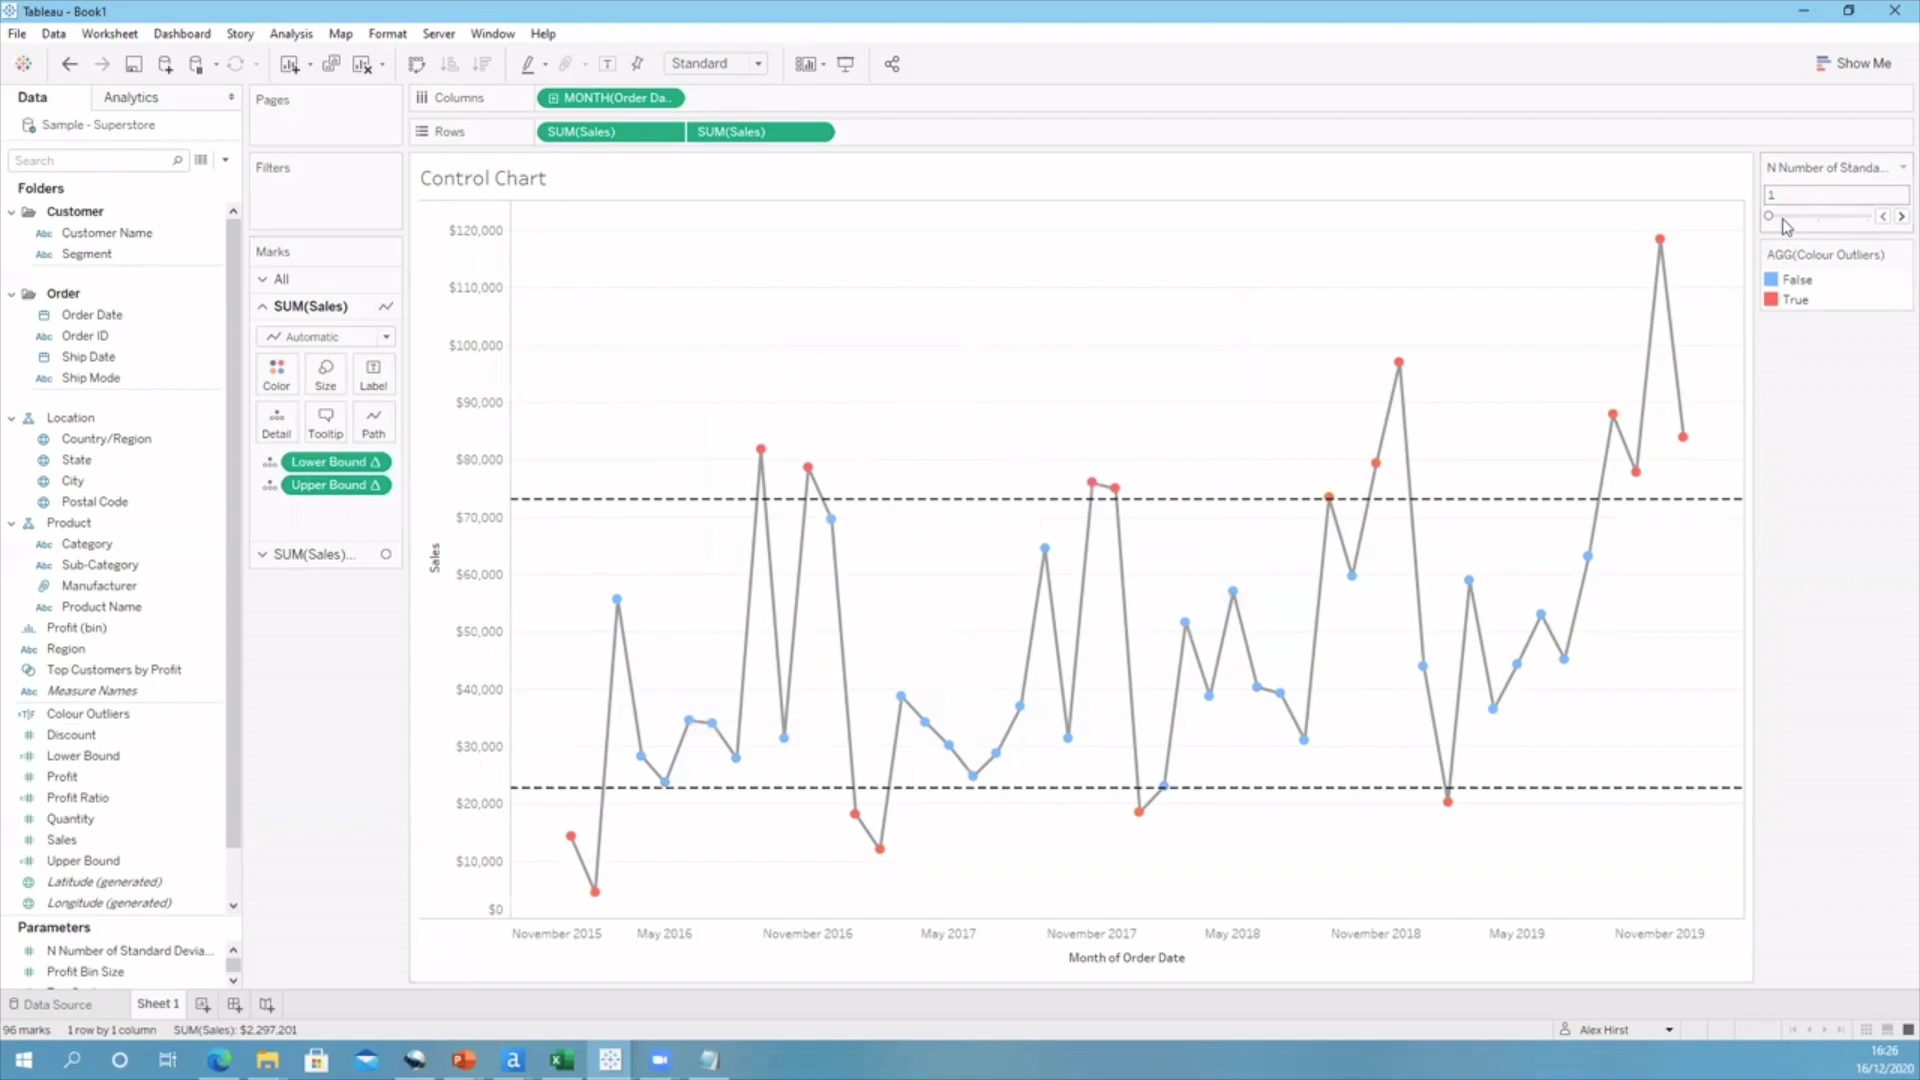 Tableau - Book1
File Data Worksheet Dashboard Story Analysis Map Format Server Window Help
Standard
Show Me
Data Analytics
Sample - Superstore
Search
Folders
Customer
Abc Customer Name
Abc Segment
Order
Order Date
Abc Order ID
Ship Date
Abc Ship Mode
Location
Country/Region
State
City
Postal Code
Product
Abc Category
Abc Sub-Category
Manufacturer
Abc Product Name
Profit (bin)
Abc Region
Top Customers by Profit
Abc Measure Names
T|F Colour Outliers
# Discount
# Lower Bound
# Profit
# Profit Ratio
# Quantity
# Sales
# Upper Bound
Latitude (generated)
Longitude (generated)
Parameters
# N Number of Standard Devia...
# Profit Bin Size
Pages
Filters
Marks
All
SUM(Sales)
Automatic
Color Size Label
Detail Tooltip Path
Lower Bound Δ
Upper Bound Δ
SUM(Sales)...
Columns MONTH(Order Da..
Rows SUM(Sales) SUM(Sales)
Control Chart
$120,000
$110,000
$100,000
$90,000
$80,000
$70,000
$60,000
$50,000
$40,000
$30,000
$20,000
$10,000
$0
Sales
November 2015 May 2016 November 2016 May 2017 November 2017 May 2018 November 2018 May 2019 November 2019
Month of Order Date
N Number of Standa...
1
AGG(Colour Outliers)
False
True
Data Source Sheet 1
96 marks 1 row by 1 column SUM(Sales): $2,297,201
Alex Hirst
16:26
16/12/2020